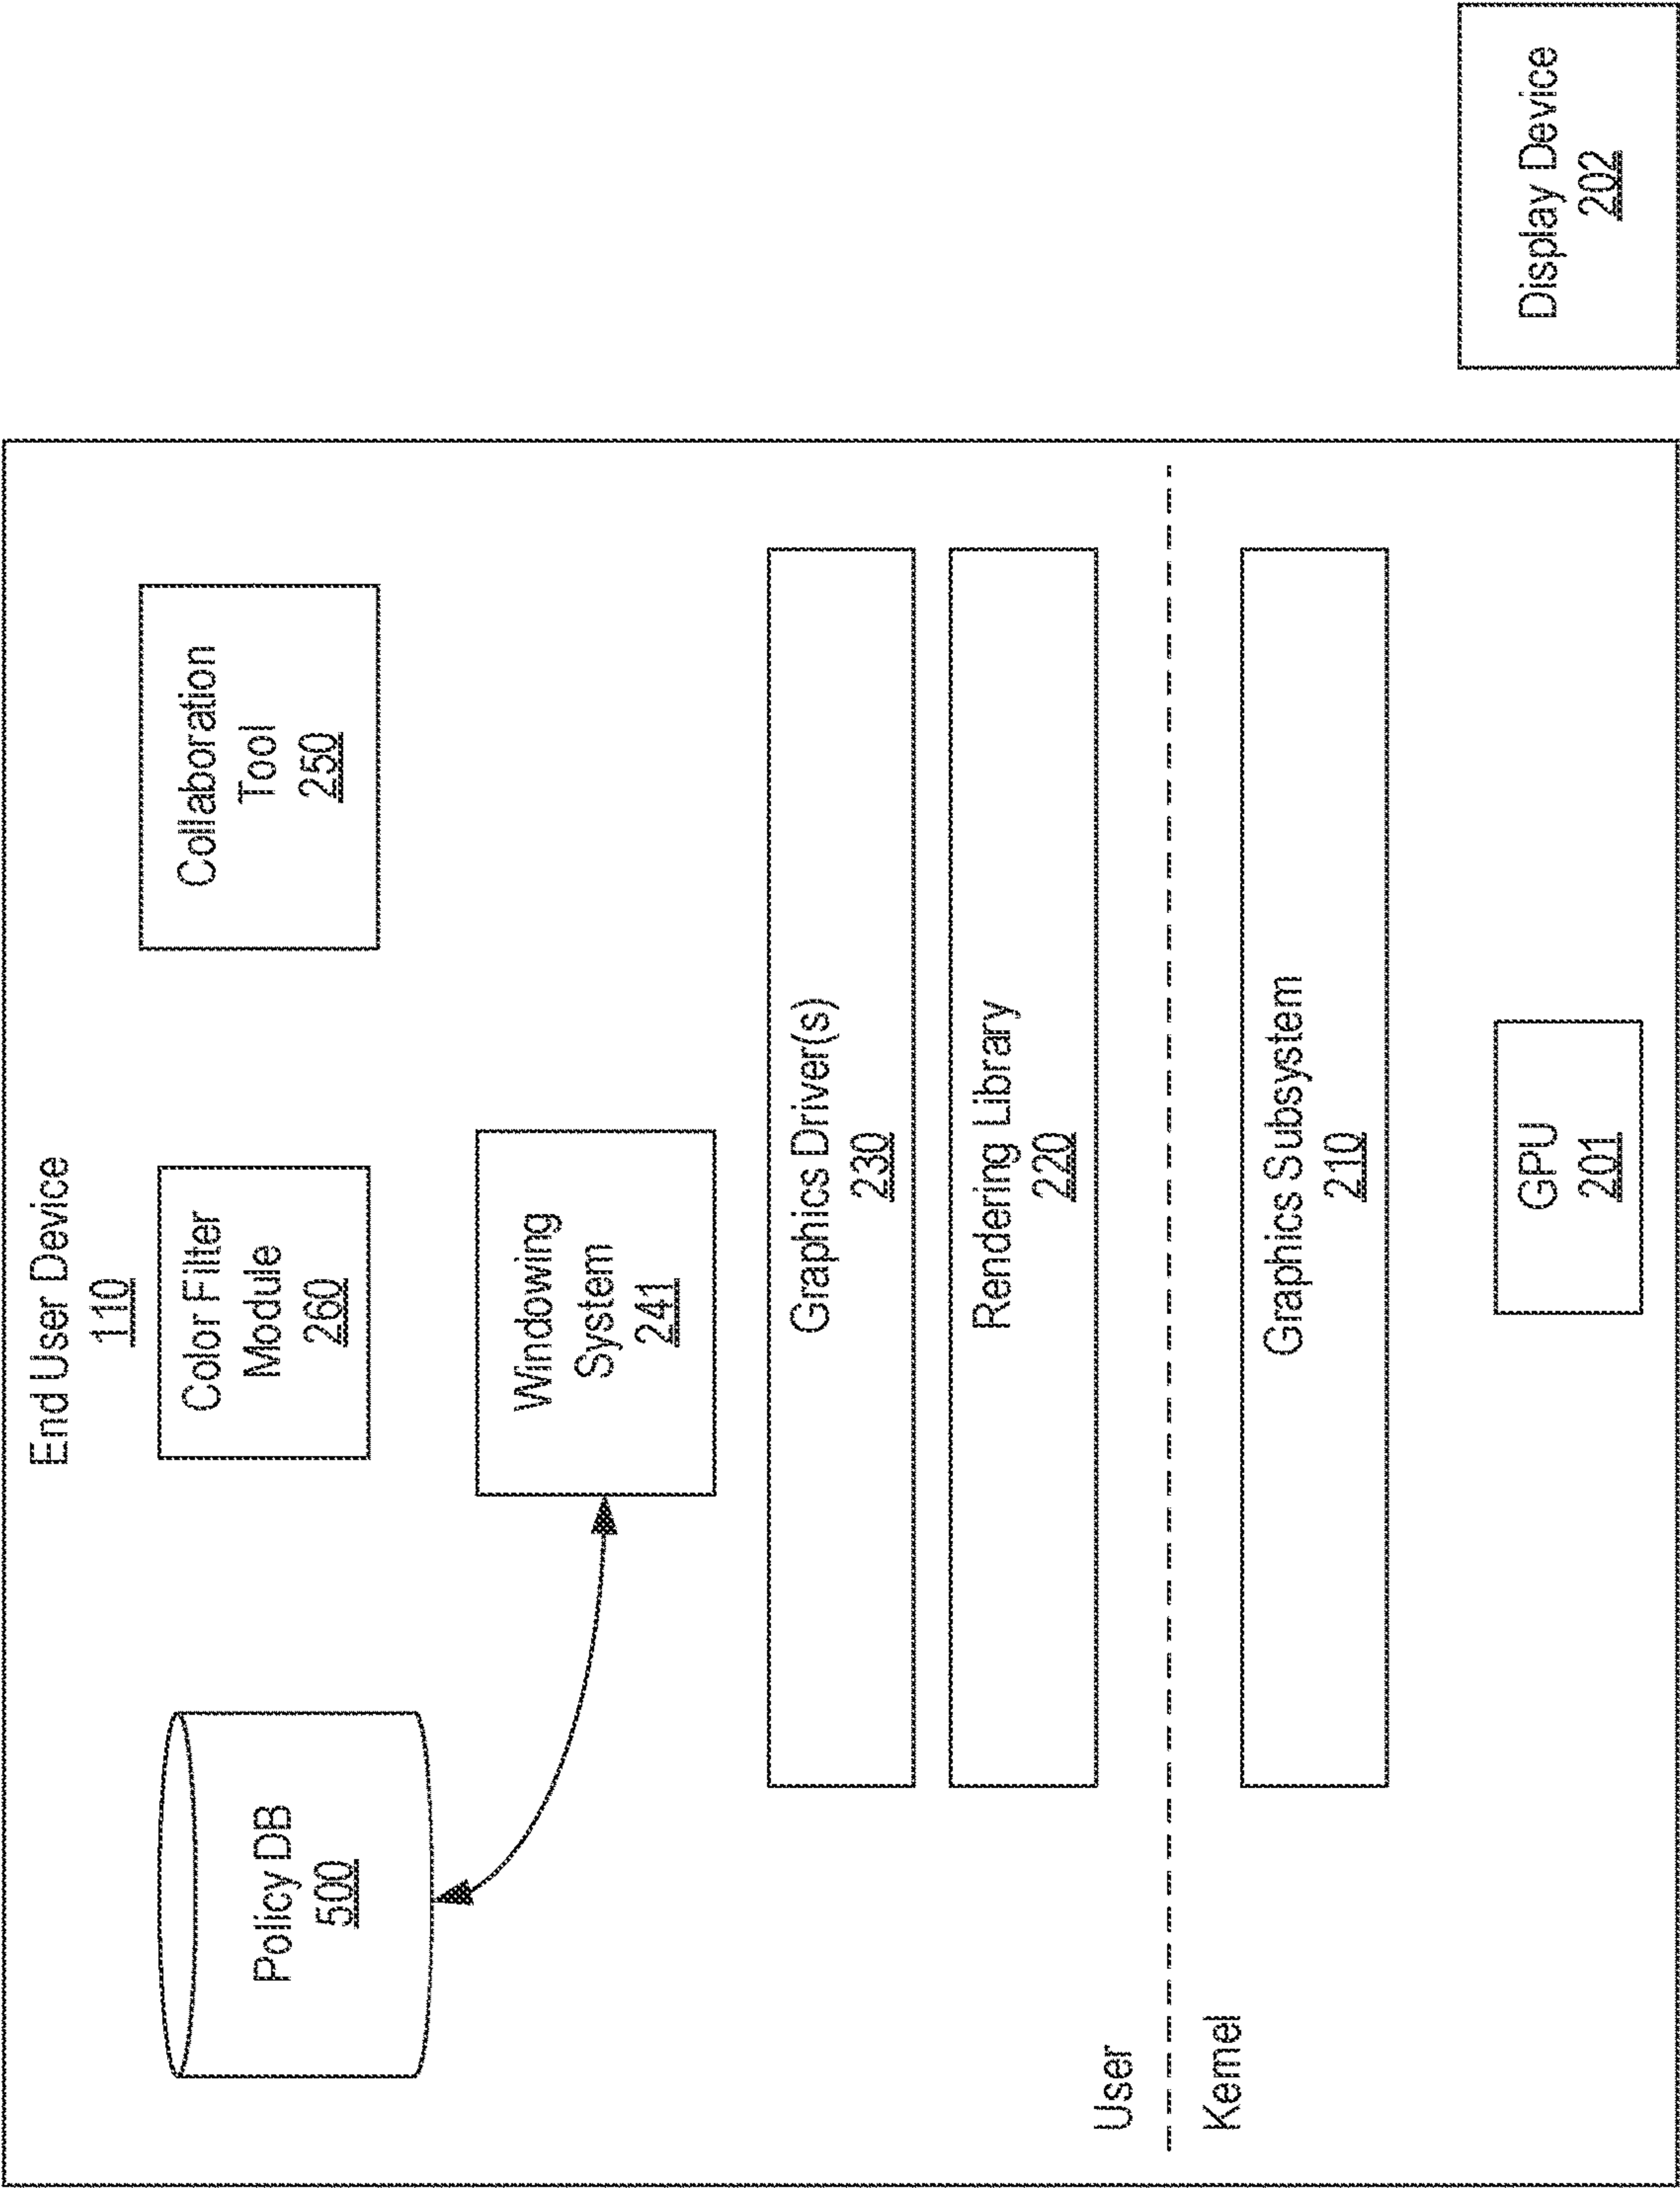 End User Device
110
Policy DB
500
Color Filter
Module
260
Collaboration
Tool
250
Windowing
System
241
Graphics Driver(s)
230
Rendering Library
220
User
Kernel
Graphics Subsystem
210
GPU
201
Display Device
202